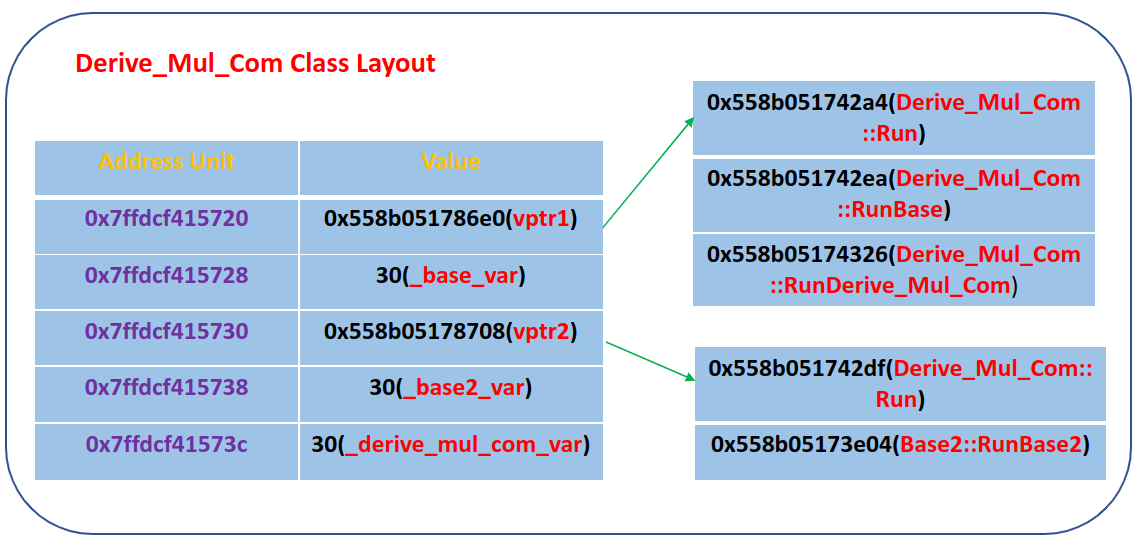 Derive_Mul_Com Class Layout
Address Unit Value
0x7ffdcf415720 0x558b051786e0(vptr1)
0x7ffdcf415728 30(_base_var)
0x7ffdcf415730 0x558b05178708(vptr2)
0x7ffdcf415738 30(_base2_var)
0x7ffdcf41573c 30(_derive_mul_com_var)
0x558b051742a4(Derive_Mul_Com
::Run)
0x558b051742ea(Derive_Mul_Com
::RunBase)
0x558b05174326(Derive_Mul_Com
::RunDerive_Mul_Com)
0x558b051742df(Derive_Mul_Com::
Run)
0x558b05173e04(Base2::RunBase2)